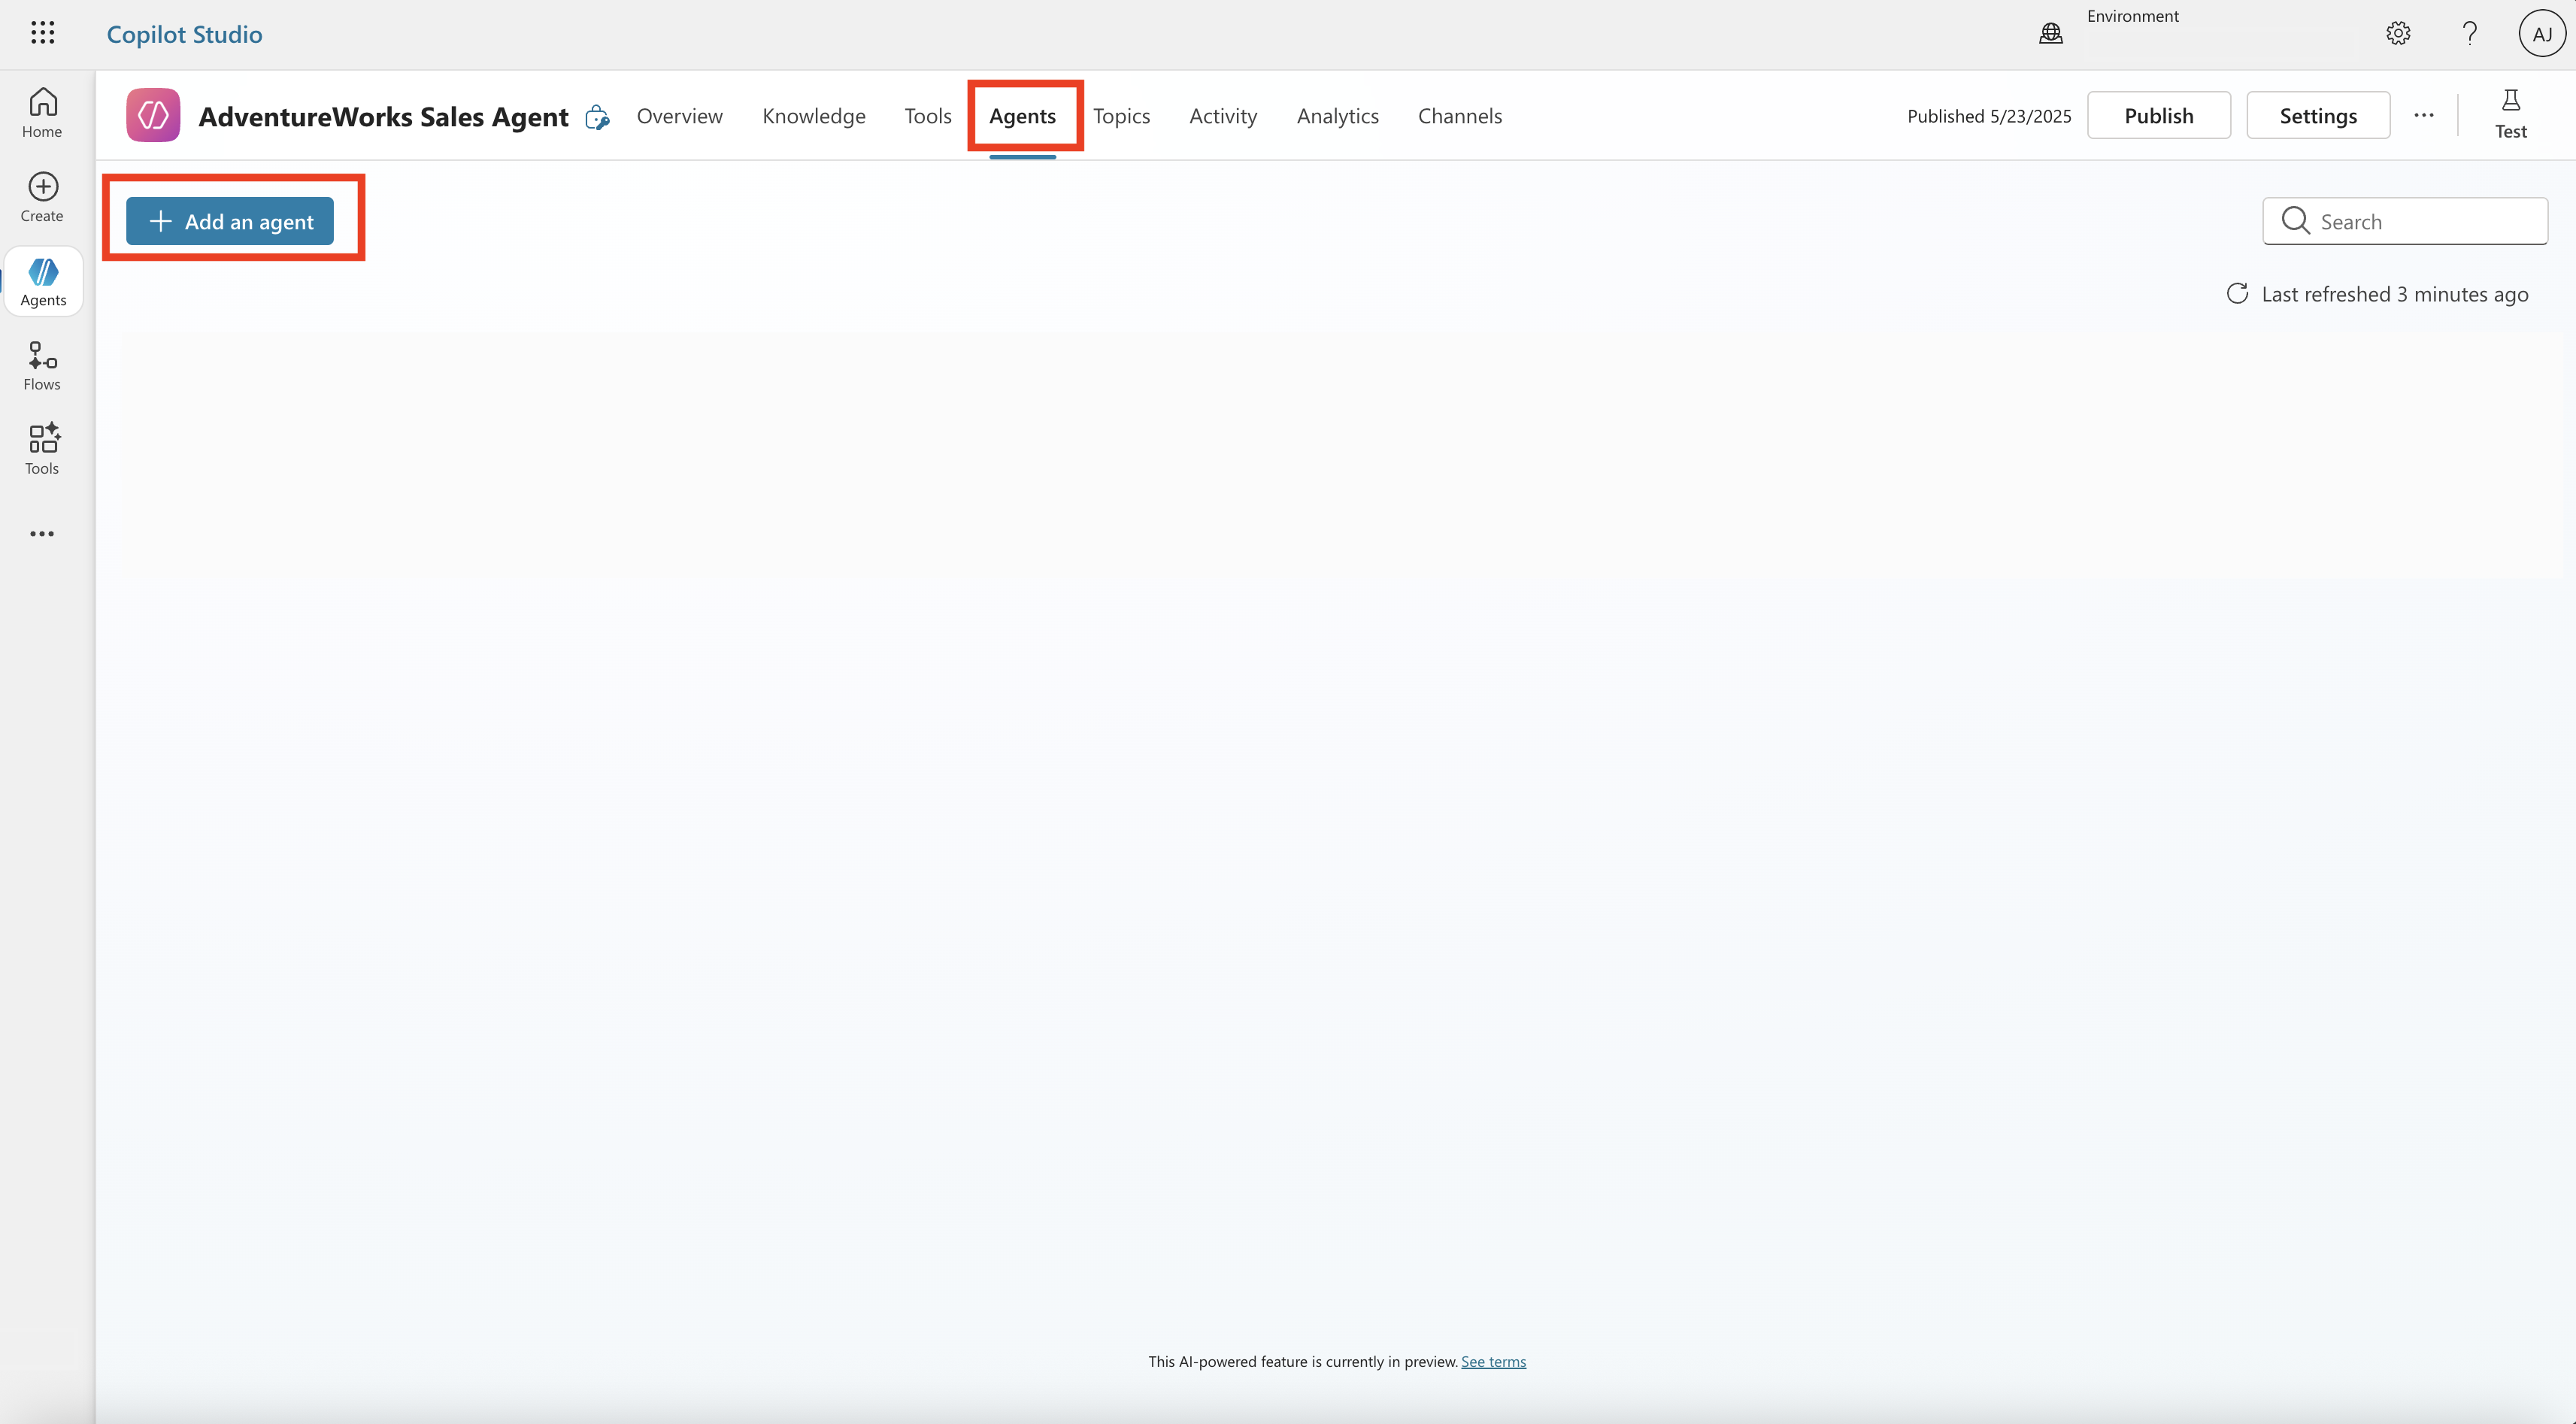 Copilot Studio
Environment
AJ
Home
Create
Agents
Flows
Tools
AdventureWorks Sales Agent
Overview
Knowledge
Tools
Agents
Topics
Activity
Analytics
Channels
Published 5/23/2025
Publish
Settings
Test
Add an agent
Search
Last refreshed 3 minutes ago
This AI-powered feature is currently in preview. See terms